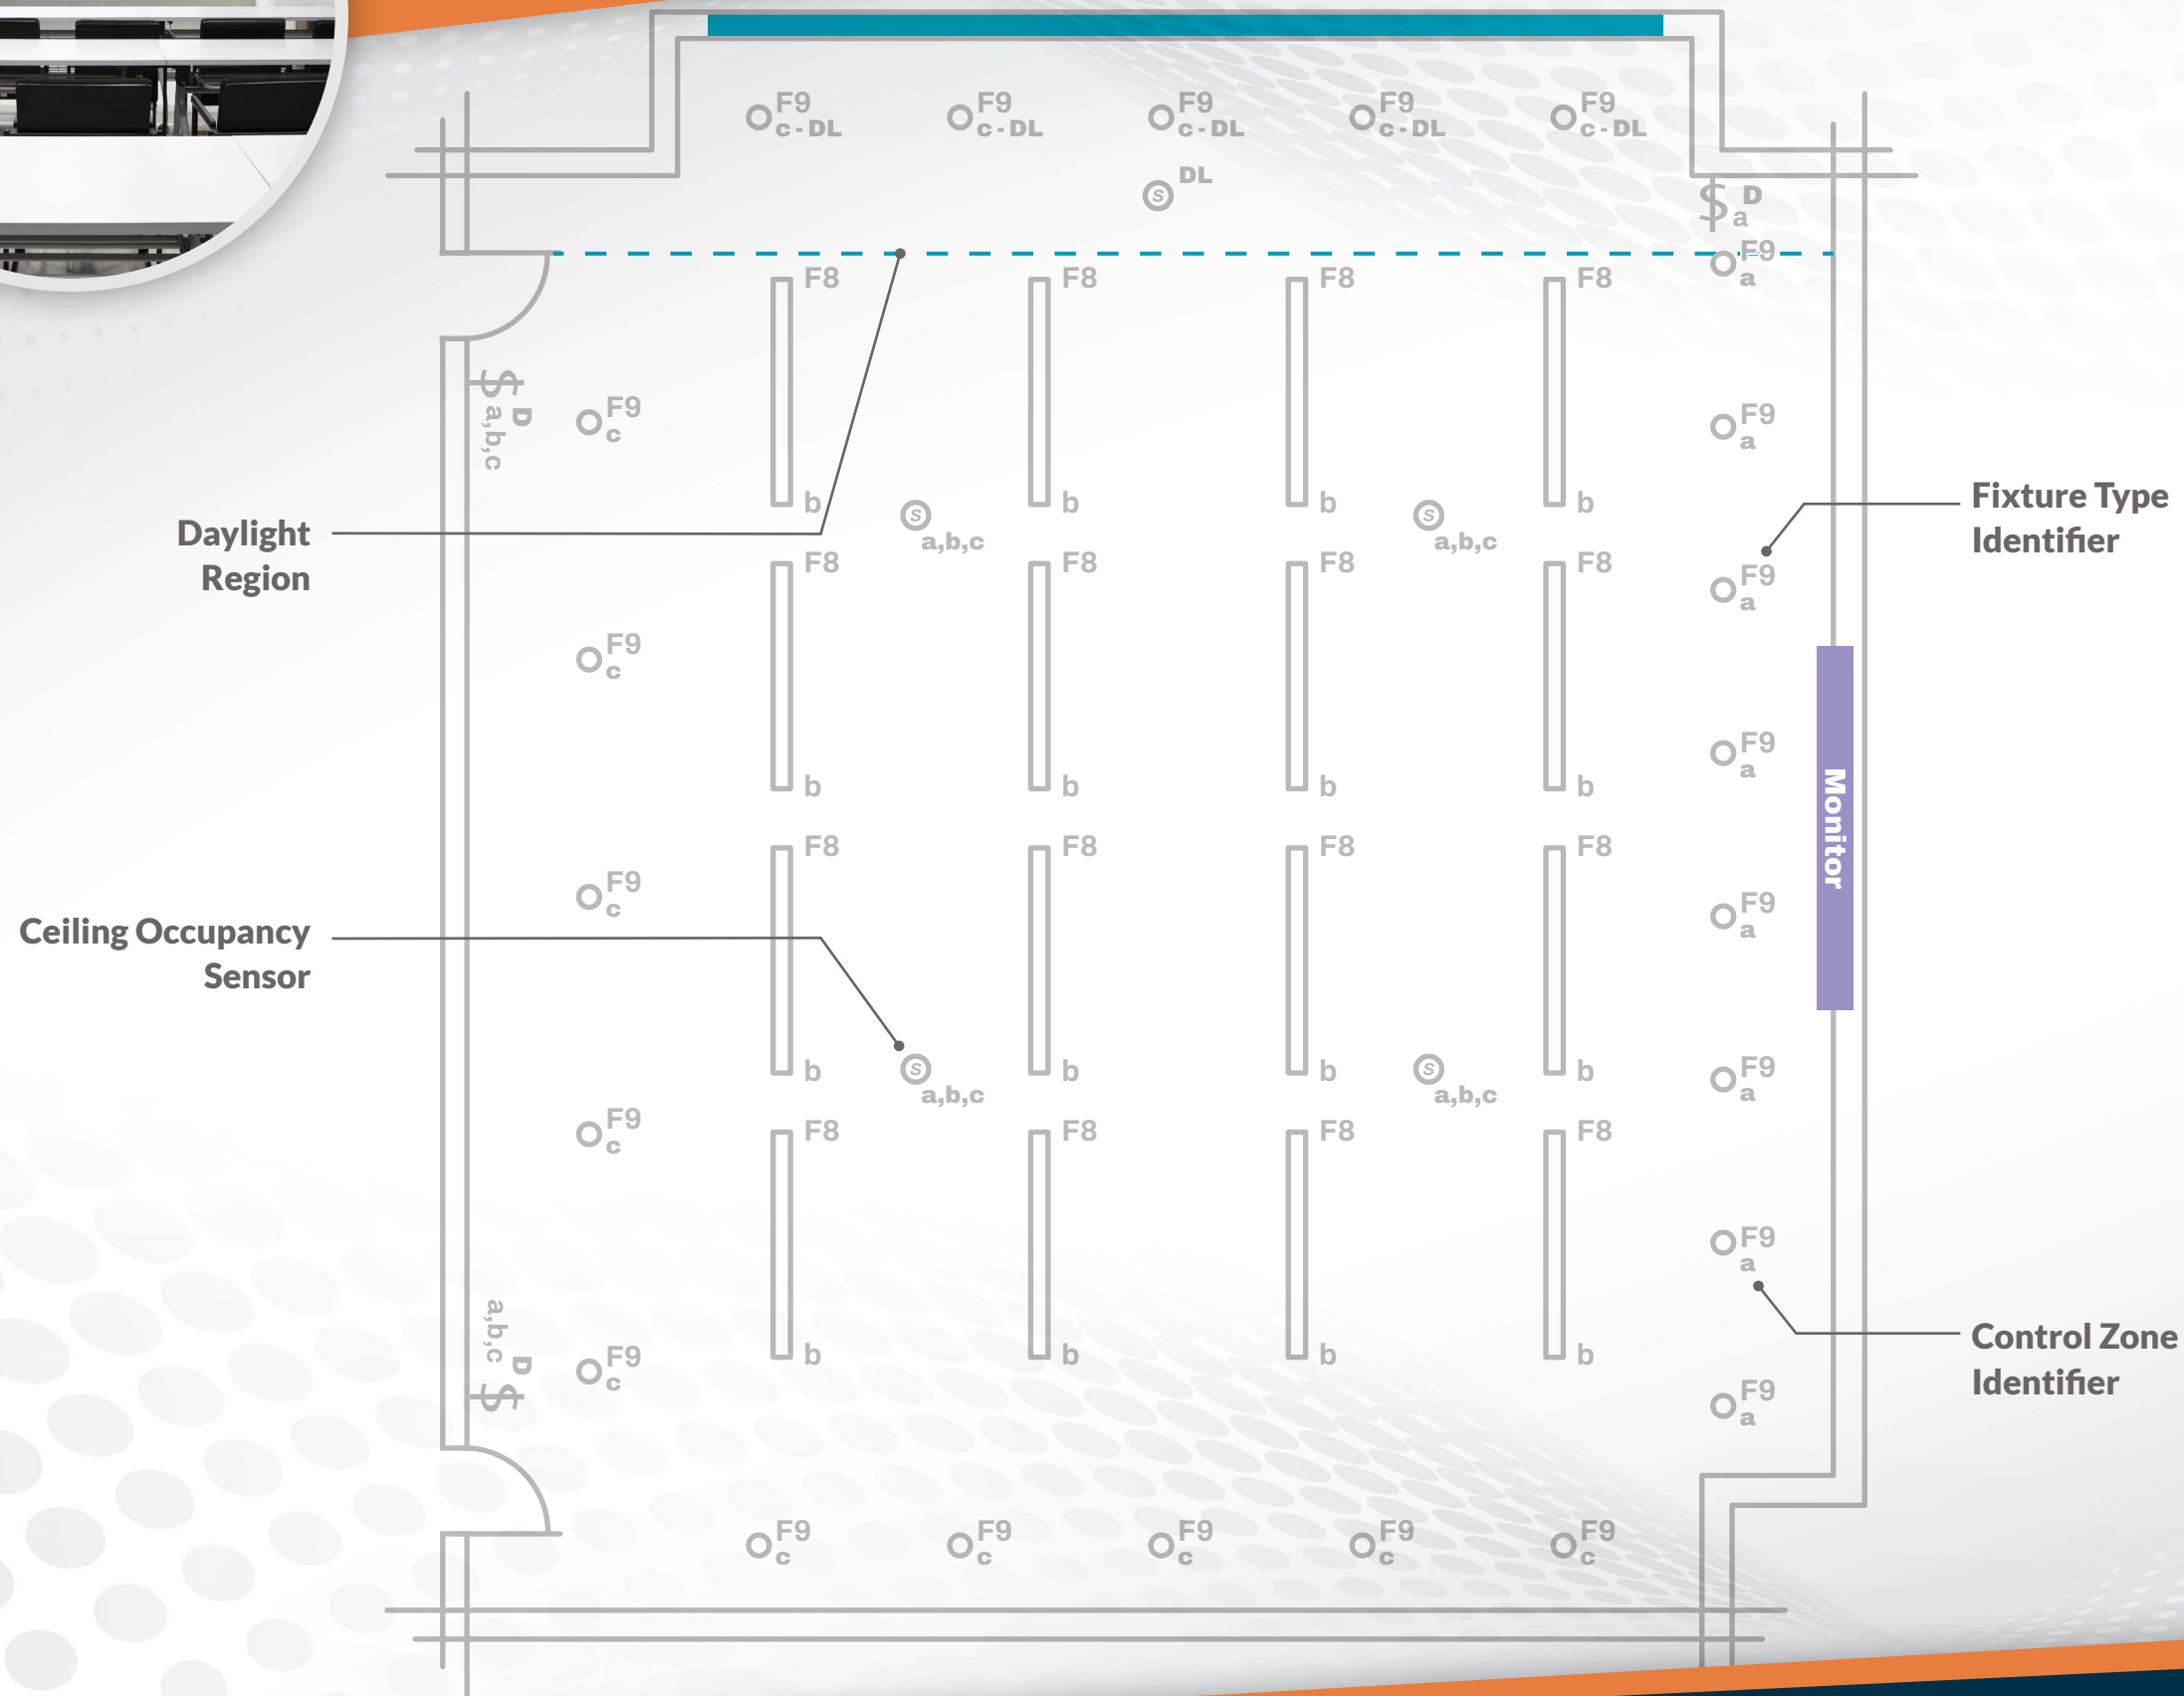 F9 F9 F9 F9 F9
c - DL c - DL c - DL c - DL c - DL
DL
S
$ D
a
F9
a
F8 F8 F8 F8
$ D
a,b,c
F9
c
F9
a
b b b b
S S
a,b,c a,b,c
Daylight
Region
Fixture Type
Identifier
F8 F8 F8 F8
F9
a
F9
c
F9
a
b b b b
Monitor
F8 F8 F8 F8
F9
c
F9
a
Ceiling Occupancy
Sensor
b b b b
S S
a,b,c a,b,c
F9
a
F9
c
F8 F8 F8 F8
F9
a
Control Zone
Identifier
a,b,c
D
$
F9
c
b b b b
F9
a
F9 F9 F9 F9 F9
c c c c c